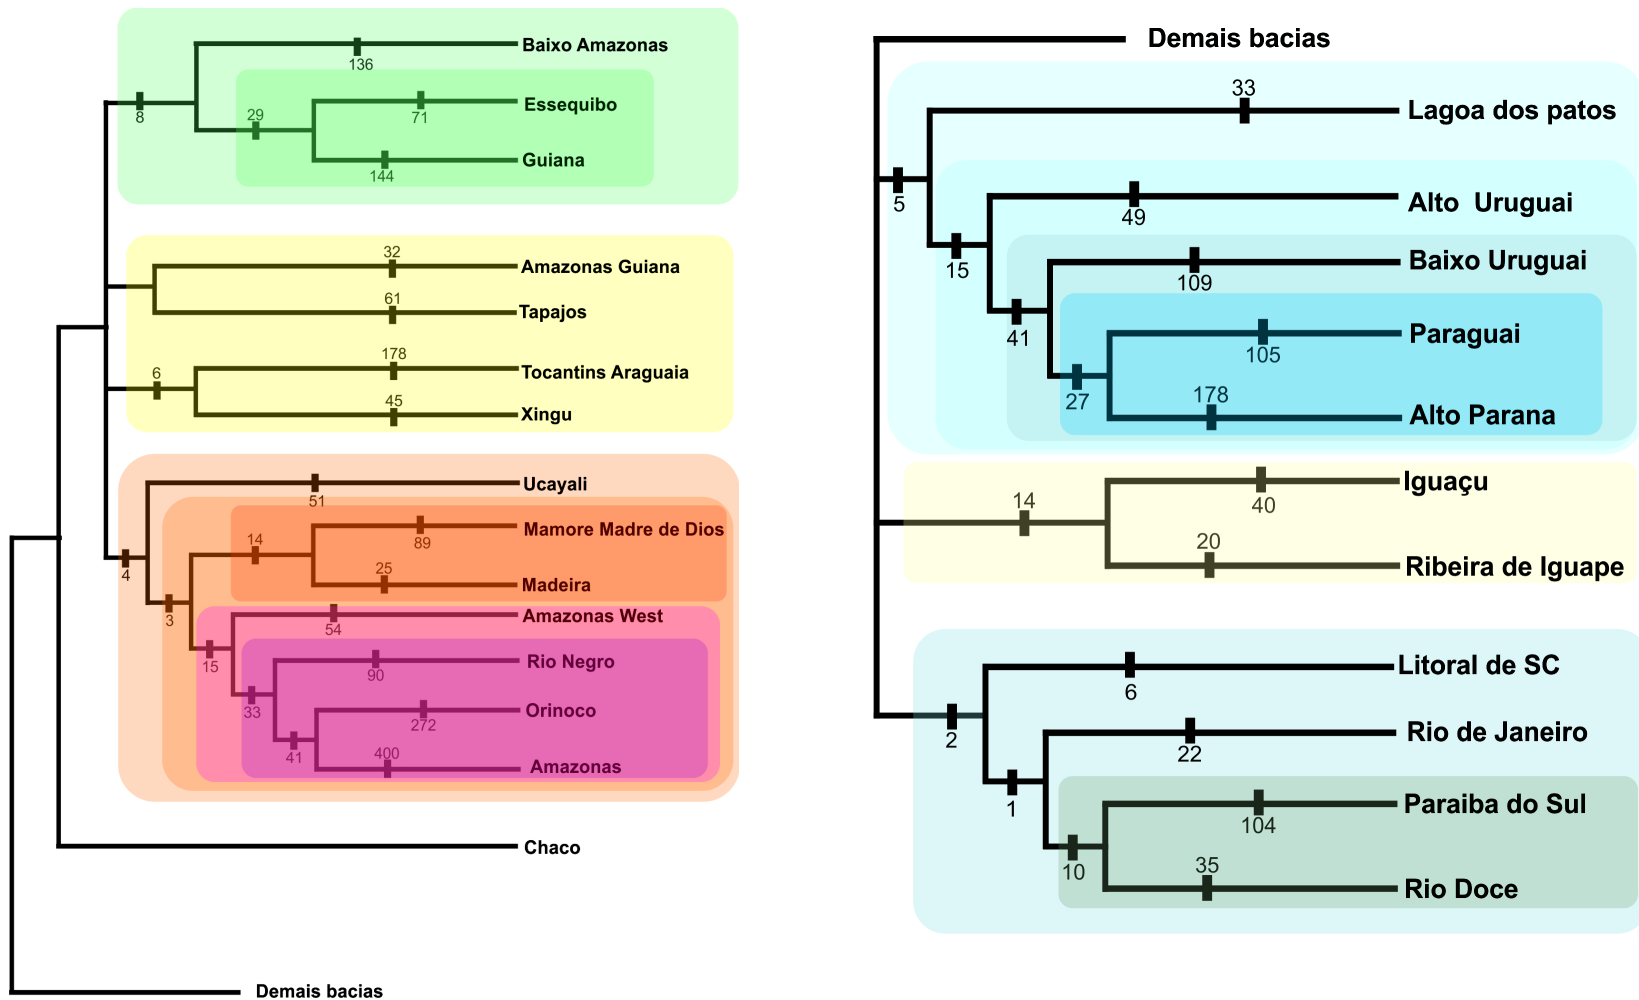 Baixo Amazonas
136
8
29
Essequibo
71
Guiana
144
32
Amazonas Guiana
61
Tapajos
178
6
Tocantins Araguaia
45
Xingu
Ucayali
51
4
14
Mamore Madre de Dios
89
25
Madeira
3
Amazonas West
54
15
Rio Negro
90
33
Orinoco
272
41
400
Amazonas
Chaco
Demais bacias
Demais bacias
33
Lagoa dos patos
5
Alto Uruguai
49
15
Baixo Uruguai
109
41
Paraguai
105
27
178
Alto Parana
14
Iguaçu
40
20
Ribeira de Iguape
Litoral de SC
6
2
Rio de Janeiro
22
1
Paraiba do Sul
104
10
35
Rio Doce